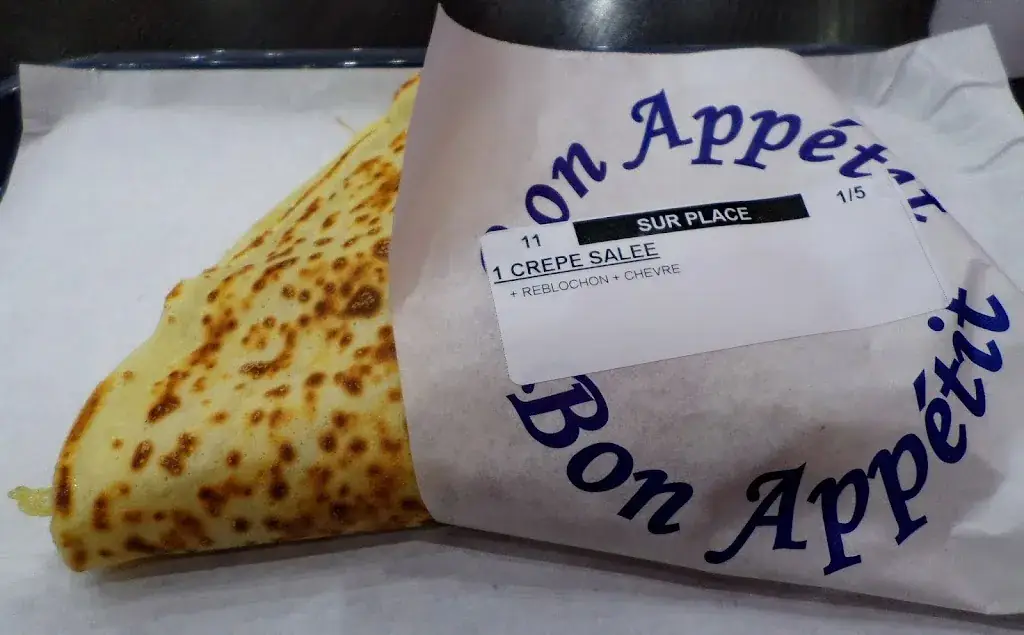 Bon Appétit
11 SUR PLACE 1/5
1 CREPE SALEE
+ REBLOCHON + CHEVRE
Bon Appétit